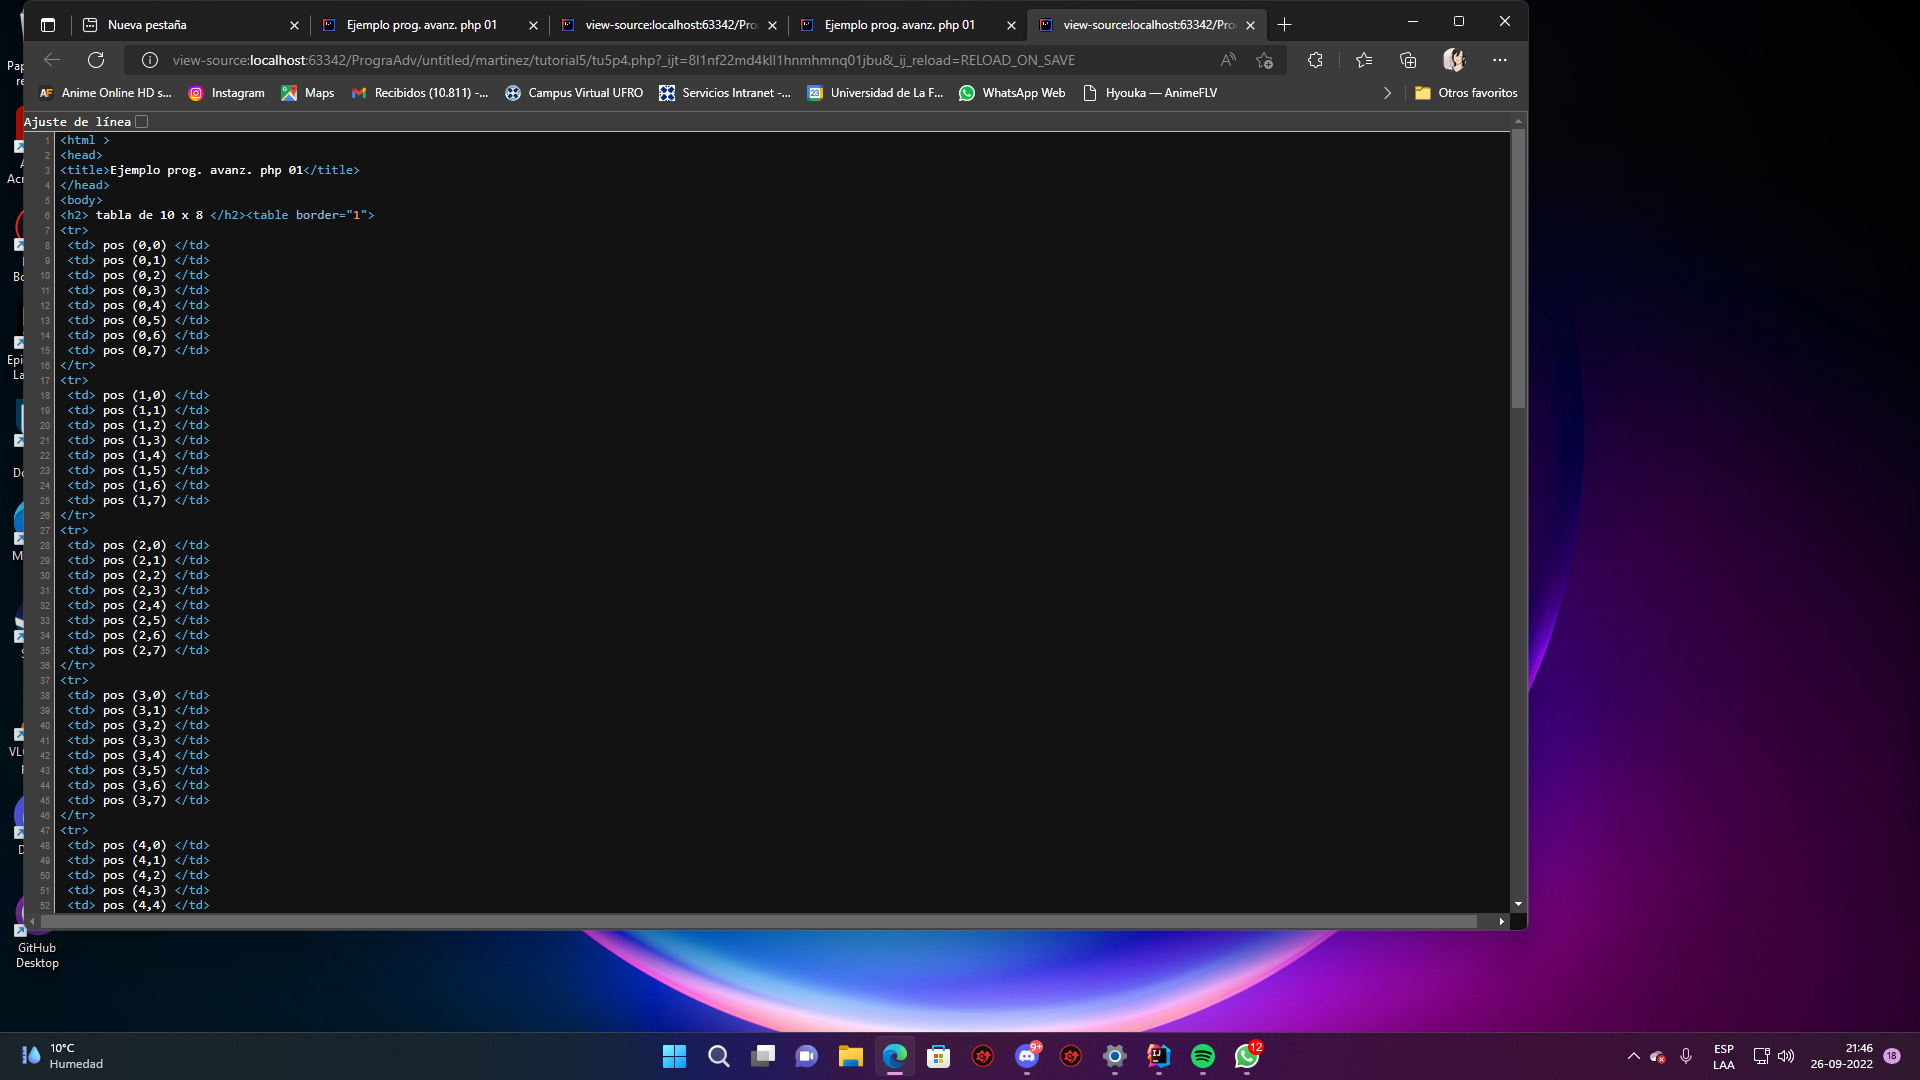 Nueva pestaña
Ejemplo prog. avanz. php 01
view-source:localhost:63342/Pro
Ejemplo prog. avanz. php 01
view-source:localhost:63342/Pro
view-source:localhost:63342/PrograAdv/untitled/martinez/tutorial5/tu5p4.php?_ijt=8l1nf22md4kll1hnmhmnq01jbu&_ij_reload=RELOAD_ON_SAVE
AF Anime Online HD s...
Instagram
Maps
Recibidos (10.811) -...
Campus Virtual UFRO
Servicios Intranet -...
23 Universidad de La F...
WhatsApp Web
Hyouka — AnimeFLV
Otros favoritos
Ajuste de línea
1 <html >
2 <head>
3 <title>Ejemplo prog. avanz. php 01</title>
4 </head>
5 <body>
6 <h2> tabla de 10 x 8 </h2><table border="1">
7 <tr>
8 <td> pos (0,0) </td>
9 <td> pos (0,1) </td>
10 <td> pos (0,2) </td>
11 <td> pos (0,3) </td>
12 <td> pos (0,4) </td>
13 <td> pos (0,5) </td>
14 <td> pos (0,6) </td>
15 <td> pos (0,7) </td>
16 </tr>
17 <tr>
18 <td> pos (1,0) </td>
19 <td> pos (1,1) </td>
20 <td> pos (1,2) </td>
21 <td> pos (1,3) </td>
22 <td> pos (1,4) </td>
23 <td> pos (1,5) </td>
24 <td> pos (1,6) </td>
25 <td> pos (1,7) </td>
26 </tr>
27 <tr>
28 <td> pos (2,0) </td>
29 <td> pos (2,1) </td>
30 <td> pos (2,2) </td>
31 <td> pos (2,3) </td>
32 <td> pos (2,4) </td>
33 <td> pos (2,5) </td>
34 <td> pos (2,6) </td>
35 <td> pos (2,7) </td>
36 </tr>
37 <tr>
38 <td> pos (3,0) </td>
39 <td> pos (3,1) </td>
40 <td> pos (3,2) </td>
41 <td> pos (3,3) </td>
42 <td> pos (3,4) </td>
43 <td> pos (3,5) </td>
44 <td> pos (3,6) </td>
45 <td> pos (3,7) </td>
46 </tr>
47 <tr>
48 <td> pos (4,0) </td>
49 <td> pos (4,1) </td>
50 <td> pos (4,2) </td>
51 <td> pos (4,3) </td>
52 <td> pos (4,4) </td>
GitHub
Desktop
10°C
Humedad
9+
12
ESP
LAA
21:46
26-09-2022
18